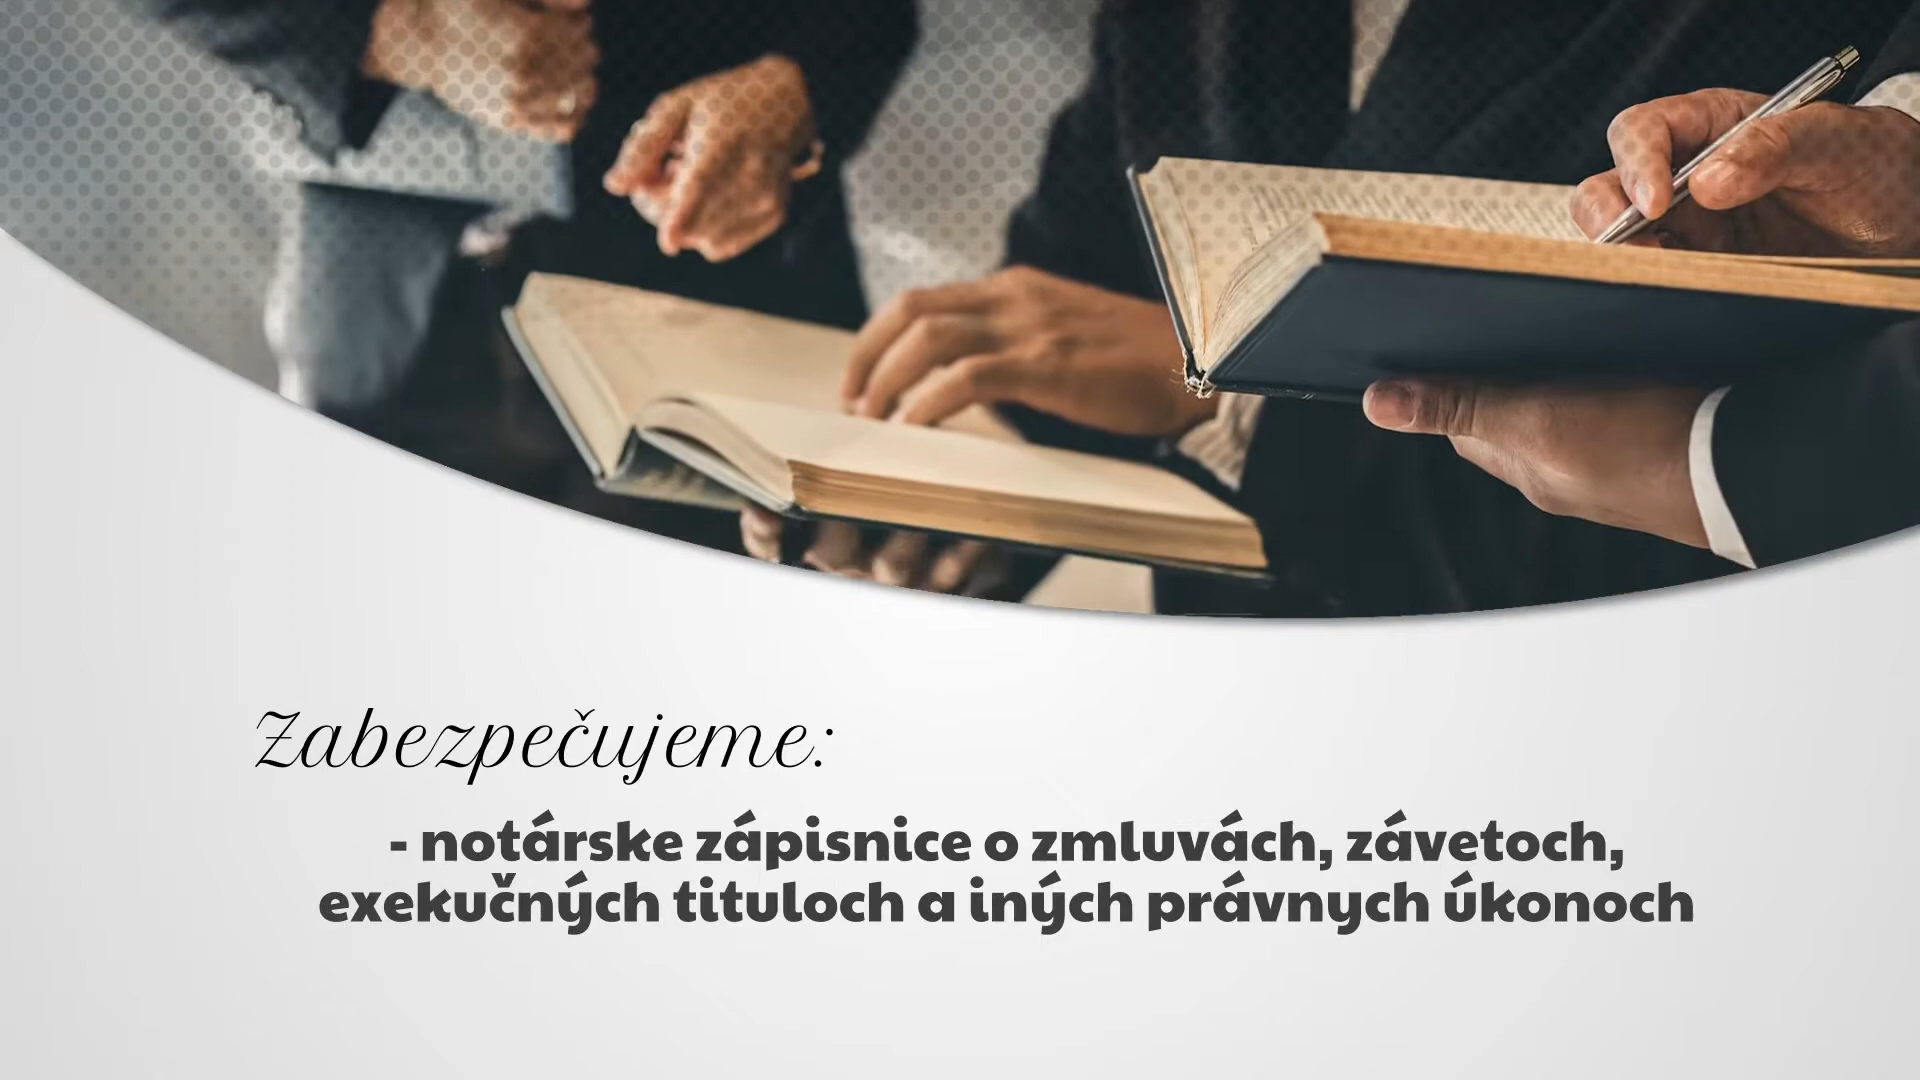 Zabezpečujeme:
- notárske zápisnice o zmluvách, závetoch,
exekučných tituloch a iných právnych úkonoch